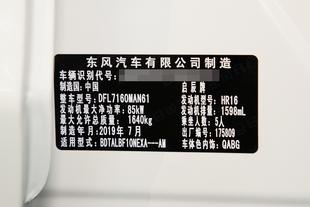 东风汽车有限公司制造
车辆识别代号：
制造国：中国 启辰牌
整车型号：DFL7160MAN61 发动机型号：HR16
发动机最大净功率：85kW 发动机排量：1598mL
最大允许总质量：1640kg 乘坐人数：5人
制造年月：2019年7月 出厂编号：175809
适用型式：BDTALBF10NEXA---AM 车体色内饰：QABG